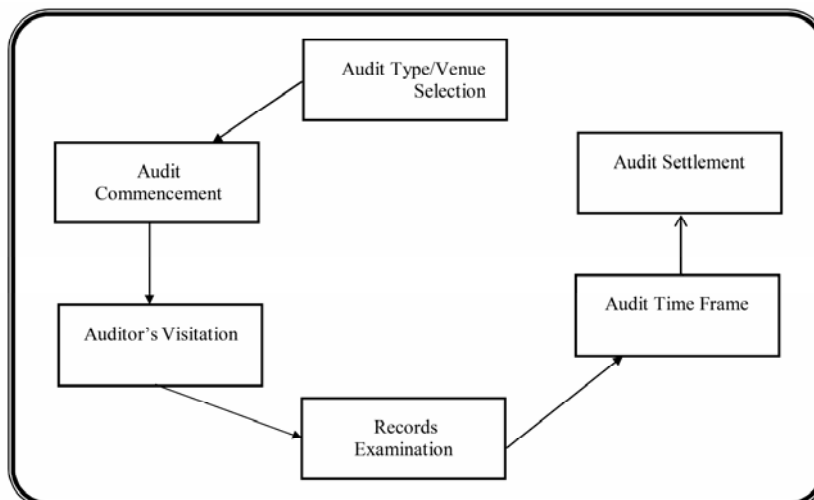 Audit Type/Venue
Selection
Audit
Commencement
Auditor’s Visitation
Records
Examination
Audit Time Frame
Audit Settlement